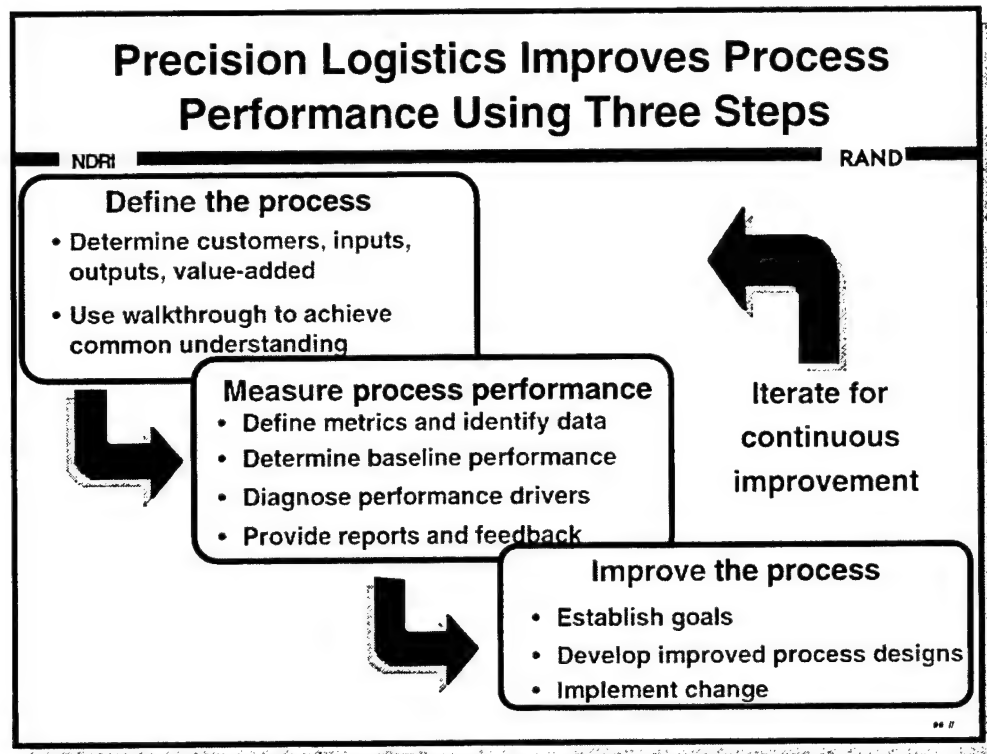 Precision Logistics Improves Process
Performance Using Three Steps
NDRI
RAND
Define the process
• Determine customers, inputs,
outputs, value-added
• Use walkthrough to achieve
common understanding
Measure process performance
• Define metrics and identify data
• Determine baseline performance
• Diagnose performance drivers
• Provide reports and feedback
Iterate for
continuous
improvement
Improve the process
• Establish goals
• Develop improved process designs
• Implement change